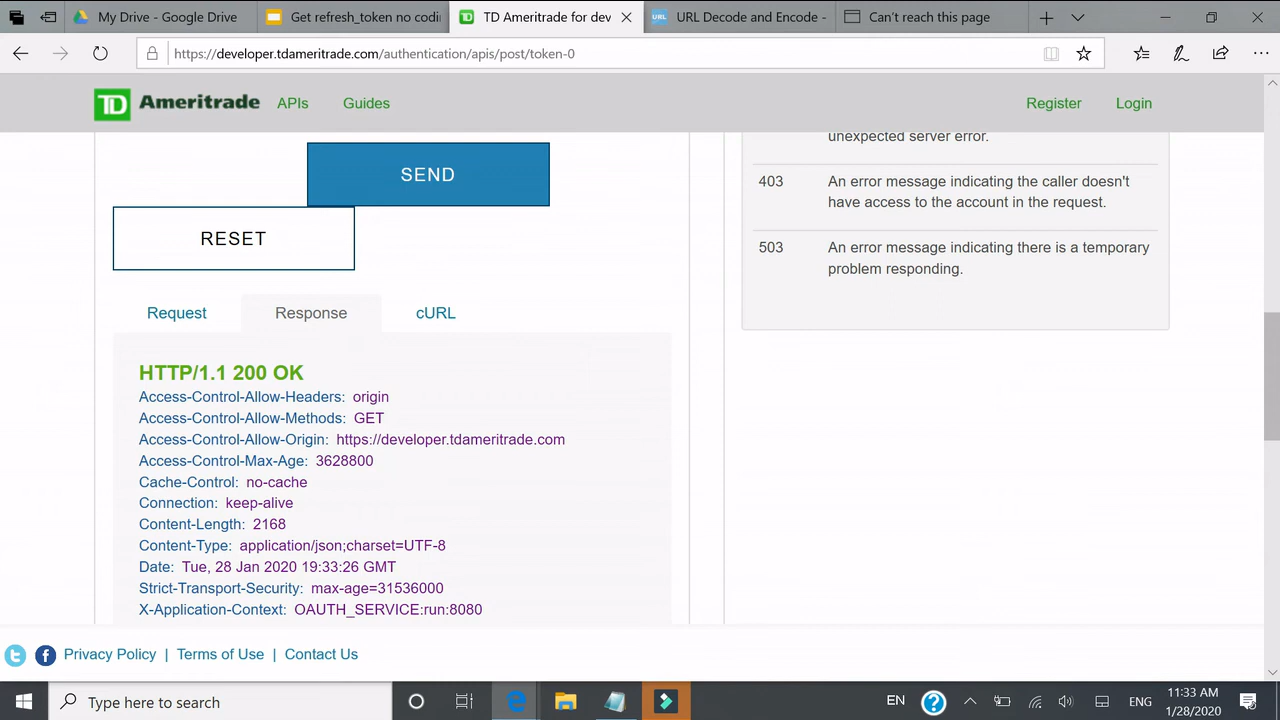 My Drive - Google Drive
Get refresh_token no codi
TD Ameritrade for dev
URL Decode and Encode -
Can't reach this page
https://developer.tdameritrade.com/authentication/apis/post/token-0
TD Ameritrade
APIs
Guides
Register
Login
unexpected server error.
SEND
403 An error message indicating the caller doesn't
have access to the account in the request.
RESET
503 An error message indicating there is a temporary
problem responding.
Request
Response
cURL
HTTP/1.1 200 OK
Access-Control-Allow-Headers: origin
Access-Control-Allow-Methods: GET
Access-Control-Allow-Origin: https://developer.tdameritrade.com
Access-Control-Max-Age: 3628800
Cache-Control: no-cache
Connection: keep-alive
Content-Length: 2168
Content-Type: application/json;charset=UTF-8
Date: Tue, 28 Jan 2020 19:33:26 GMT
Strict-Transport-Security: max-age=31536000
X-Application-Context: OAUTH_SERVICE:run:8080
Privacy Policy | Terms of Use | Contact Us
Type here to search
EN
ENG
11:33 AM
1/28/2020